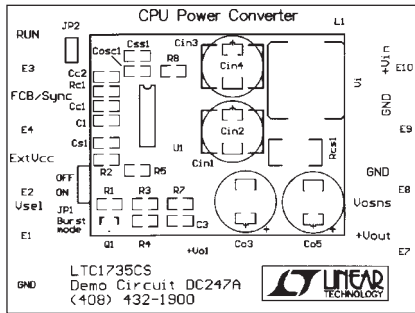 CPU Power Converter
L1
RUN
JP2
Css1
Cosc1
Cin3
+Vin
E3
Cc2
R8
Cin4
Vi
E10
Rc1
FCB/Sync
Cc1
GND
C1
Cin2
E4
Cs1
U1
E9
ExtVcc
Cin1
Rcs1
R2
R5
GND
OFF
E2
ON
E8
Vsel
R1
R3
R7
Vosns
JP1
Burst
mode
C3
E1
+Vout
Q1
R4
+Vo1
Co3
Co5
E7
LTC1735CS
GND
Demo Circuit DC247A
(408) 432-1900
LT LINEAR
TECHNOLOGY